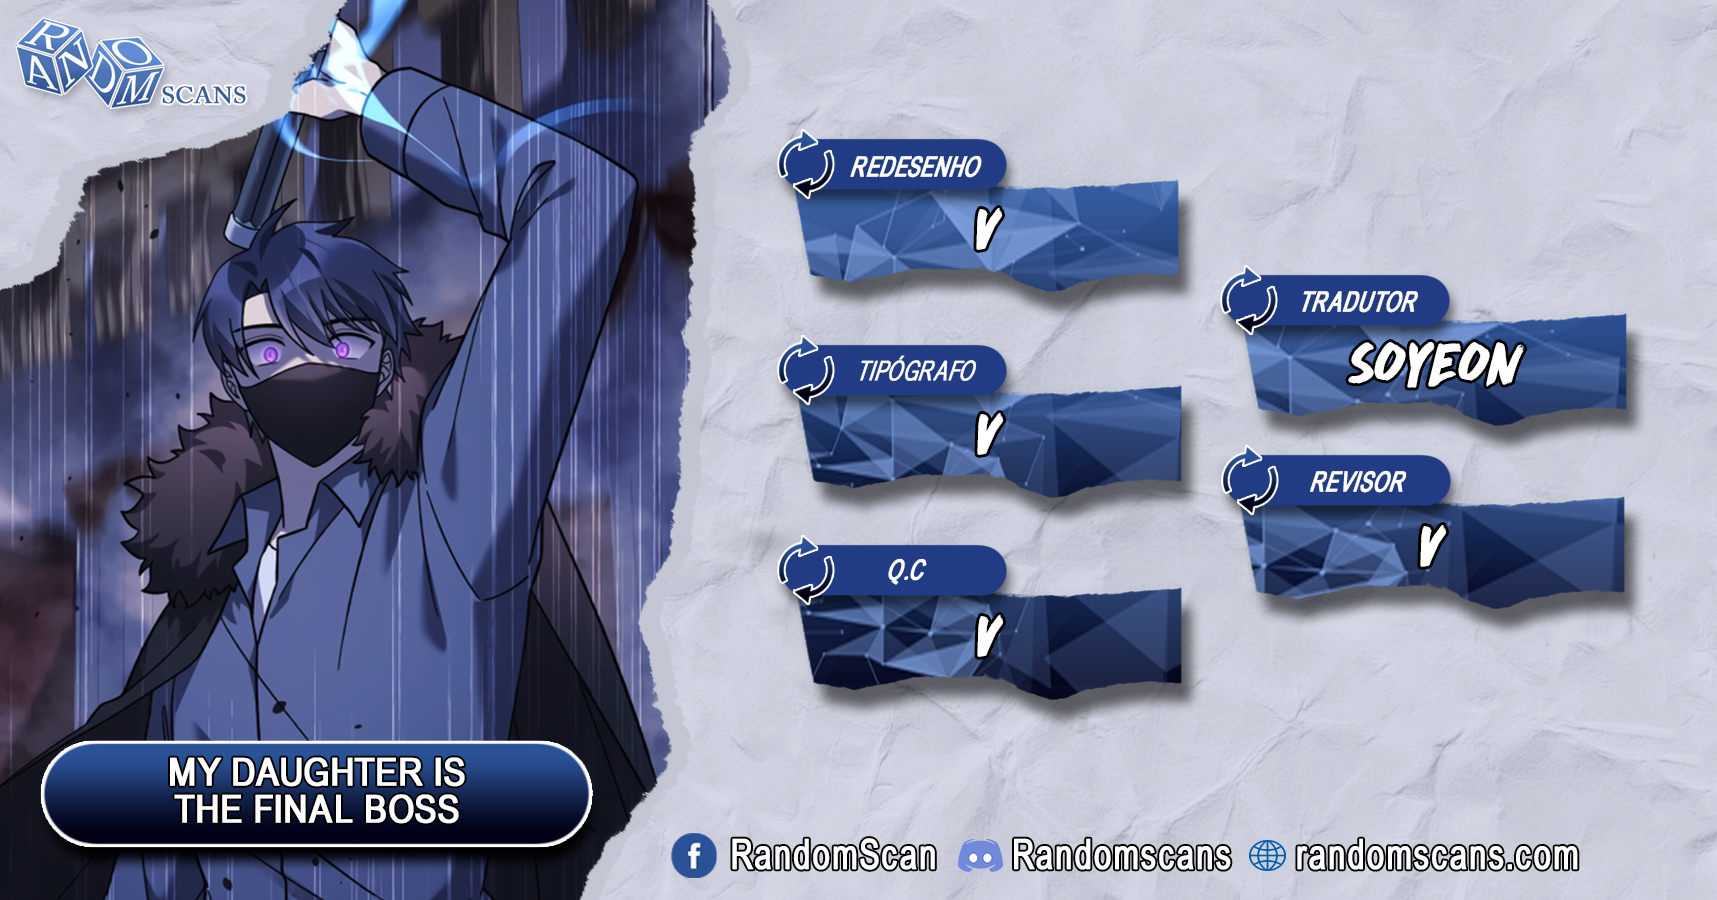 RANDOM SCANS
REDESENHO
V
TRADUTOR
SOYEON
TIPÓGRAFO
V
REVISOR
V
Q.C
V
MY DAUGHTER IS
THE FINAL BOSS
RandomScan
Randomscans
randomscans.com